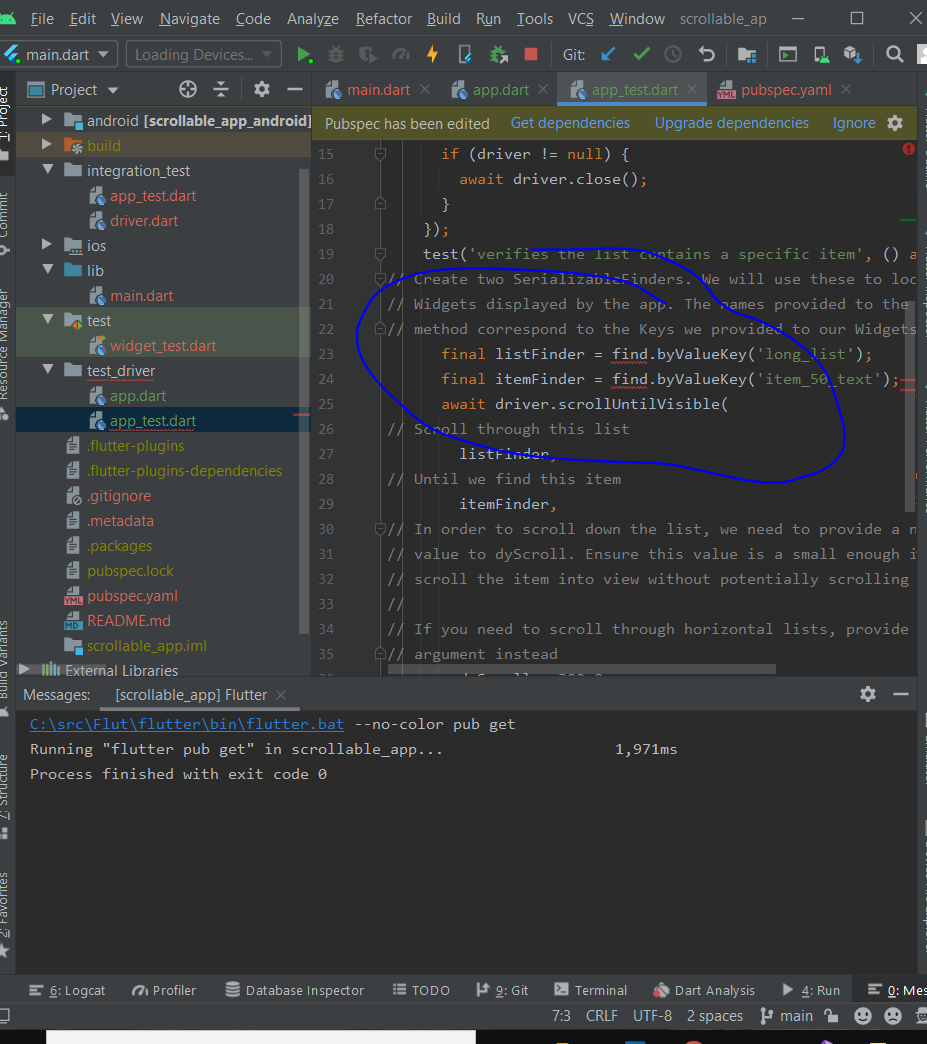 File Edit View Navigate Code Analyze Refactor Build Run Tools VCS Window scrollable_ap
main.dart Loading Devices... Git:
1: Project
Commit
Resource Manager
Build Variants
7: Structure
2: Favorites
Project
android [scrollable_app_android]
build
integration_test
app_test.dart
driver.dart
ios
lib
main.dart
test
widget_test.dart
test_driver
app.dart
app_test.dart
.flutter-plugins
.flutter-plugins-dependencies
.gitignore
.metadata
.packages
pubspec.lock
pubspec.yaml
README.md
scrollable_app.iml
External Libraries
main.dart app.dart app_test.dart pubspec.yaml
Pubspec has been edited Get dependencies Upgrade dependencies Ignore
15 if (driver != null) {
16 await driver.close();
17 }
18 });
19 test('verifies the list contains a specific item', () a
20 // Create two SerializableFinders. We will use these to loc
21 // Widgets displayed by the app. The names provided to the
22 // method correspond to the Keys we provided to our Widgets
23 final listFinder = find.byValueKey('long_list');
24 final itemFinder = find.byValueKey('item_50_text');
25 await driver.scrollUntilVisible(
26 // Scroll through this list
27 listFinder,
28 // Until we find this item
29 itemFinder,
30 // In order to scroll down the list, we need to provide a n
31 // value to dyScroll. Ensure this value is a small enough i
32 // scroll the item into view without potentially scrolling
33 //
34 // If you need to scroll through horizontal lists, provide
35 // argument instead
Messages: [scrollable_app] Flutter
C:\src\Flut\flutter\bin\flutter.bat --no-color pub get
Running "flutter pub get" in scrollable_app... 1,971ms
Process finished with exit code 0
6: Logcat Profiler Database Inspector TODO 9: Git Terminal Dart Analysis 4: Run 0: Mes
7:3 CRLF UTF-8 2 spaces main